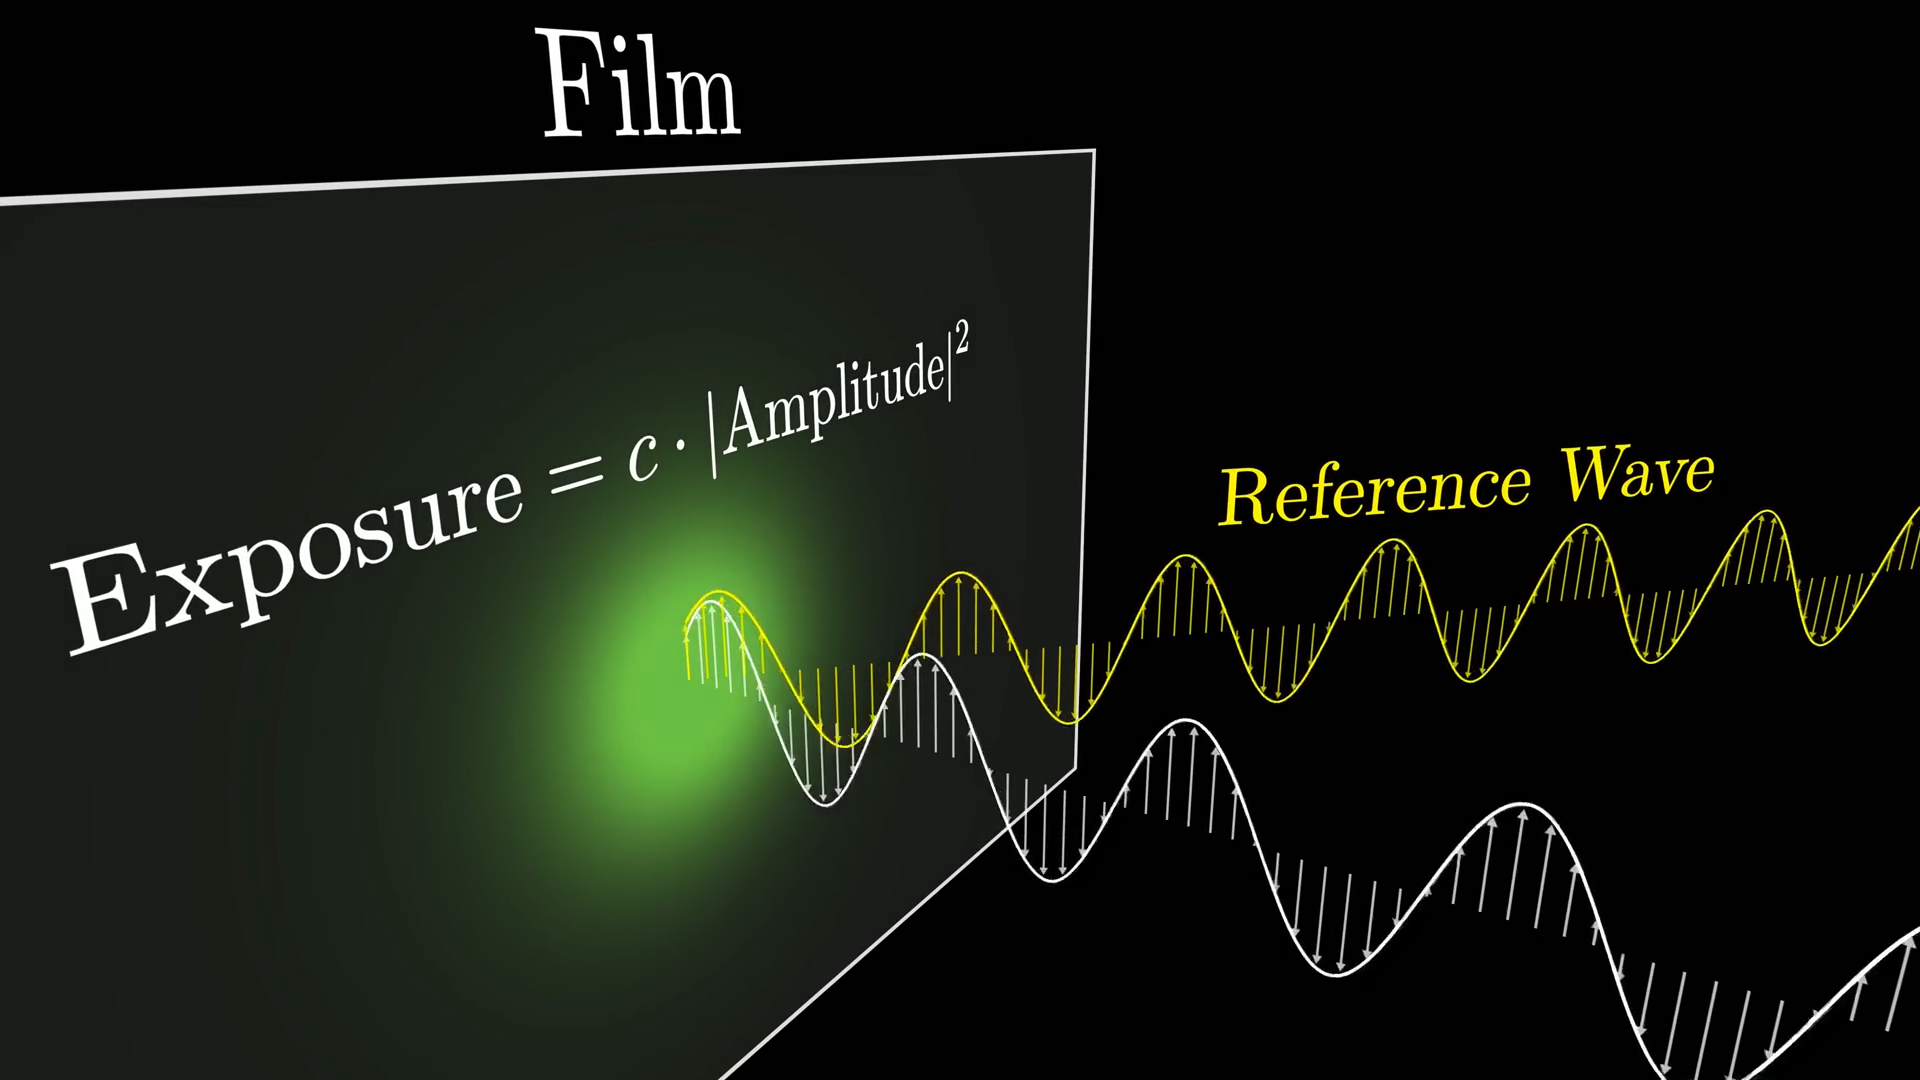 Film
Exposure = c · |Amplitude|²
Reference Wave